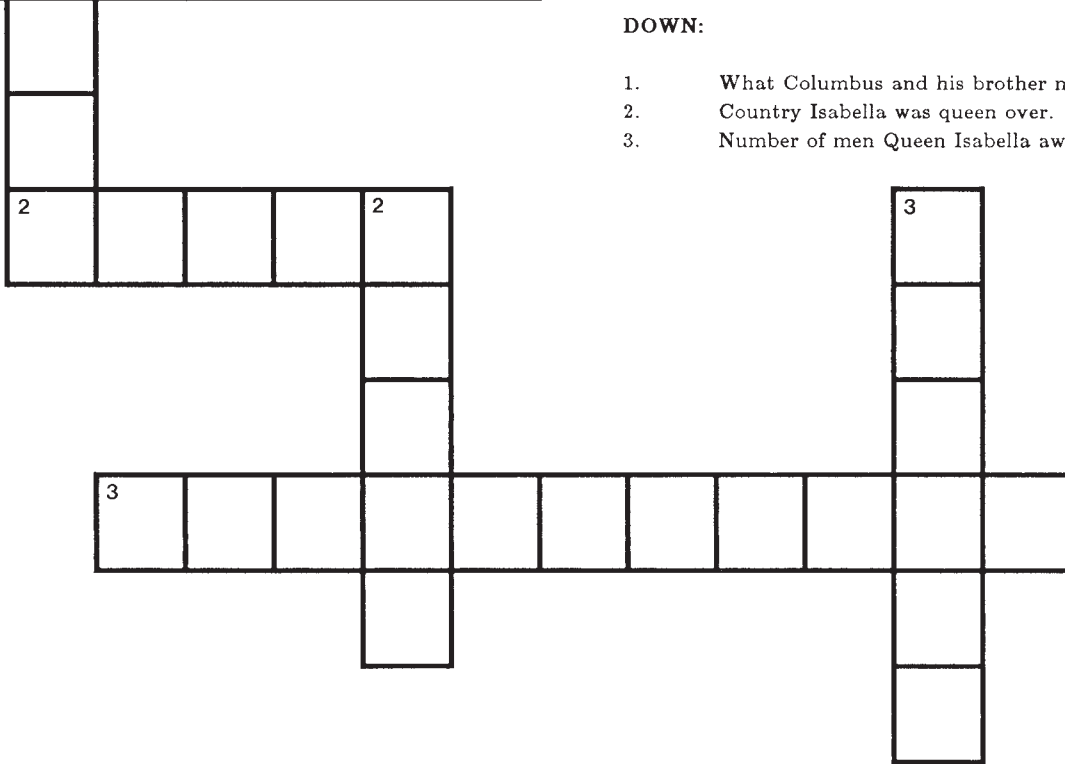 DOWN:
1. What Columbus and his brother
2. Country Isabella was queen over.
3. Number of men Queen Isabella
2
2
3
3